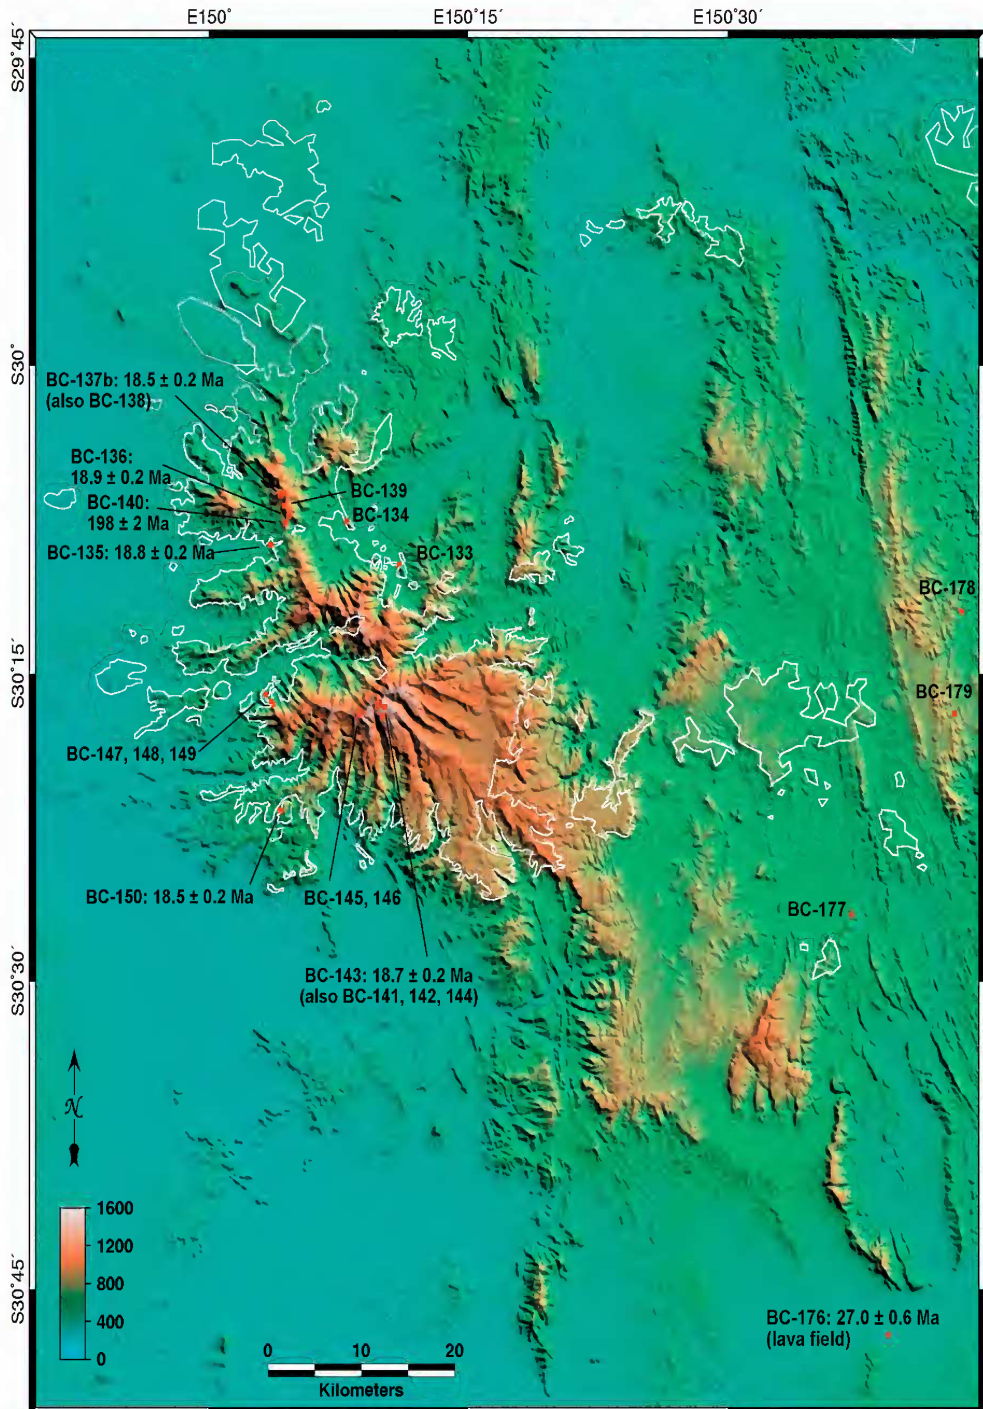 E150°
E150°15´
E150°30´
S29°45´
S30°
S30°15´
S30°30´
S30°45´
BC-137b: 18.5 ± 0.2 Ma
(also BC-138)
BC-136:
18.9 ± 0.2 Ma
BC-140:
198 ± 2 Ma
BC-135: 18.8 ± 0.2 Ma
BC-139
BC-134
BC-133
BC-178
BC-179
BC-147, 148, 149
BC-150: 18.5 ± 0.2 Ma
BC-145, 146
BC-177
BC-143: 18.7 ± 0.2 Ma
(also BC-141, 142, 144)
N
1600
1200
800
400
0
0
10
20
Kilometers
BC-176: 27.0 ± 0.6 Ma
(lava field)